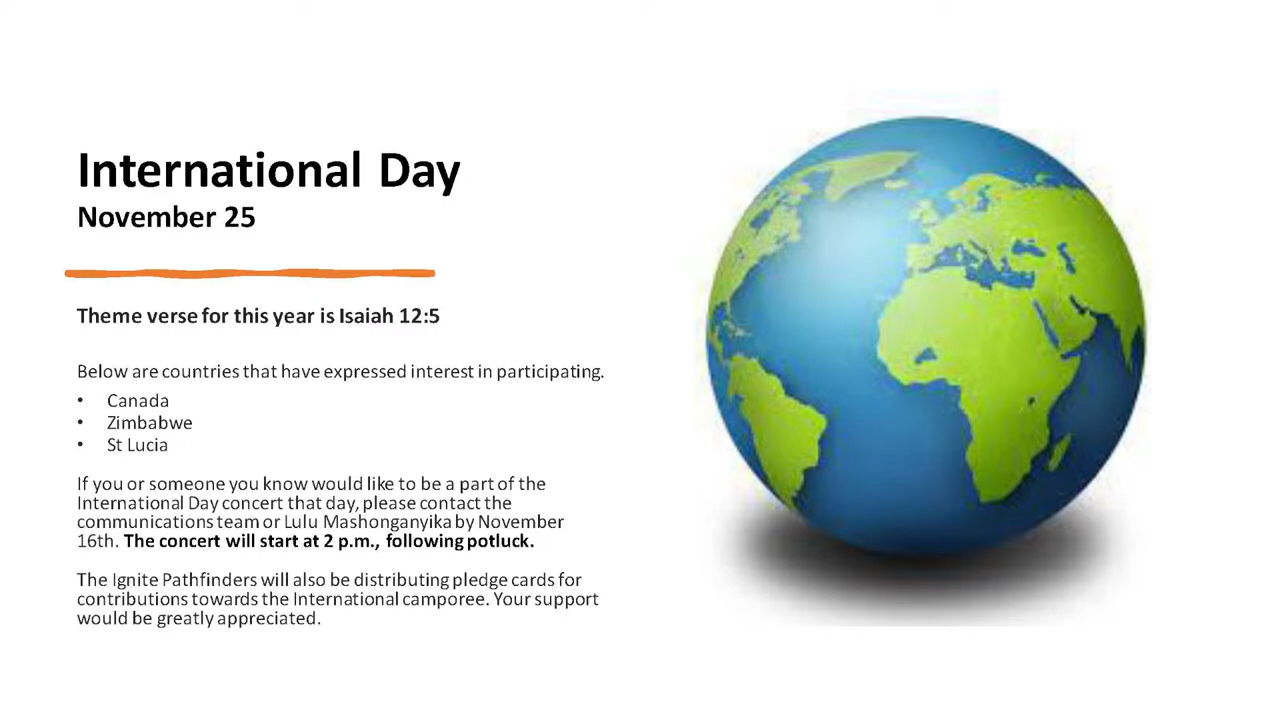 International Day
November 25
Theme verse for this year is Isaiah 12:5
Below are countries that have expressed interest in participating.
• Canada
• Zimbabwe
• St Lucia
If you or someone you know would like to be a part of the
International Day concert that day, please contact the
communications team or Lulu Mashonganyika by November
16th. The concert will start at 2 p.m., following potluck.
The Ignite Pathfinders will also be distributing pledge cards for
contributions towards the International camporee. Your support
would be greatly appreciated.